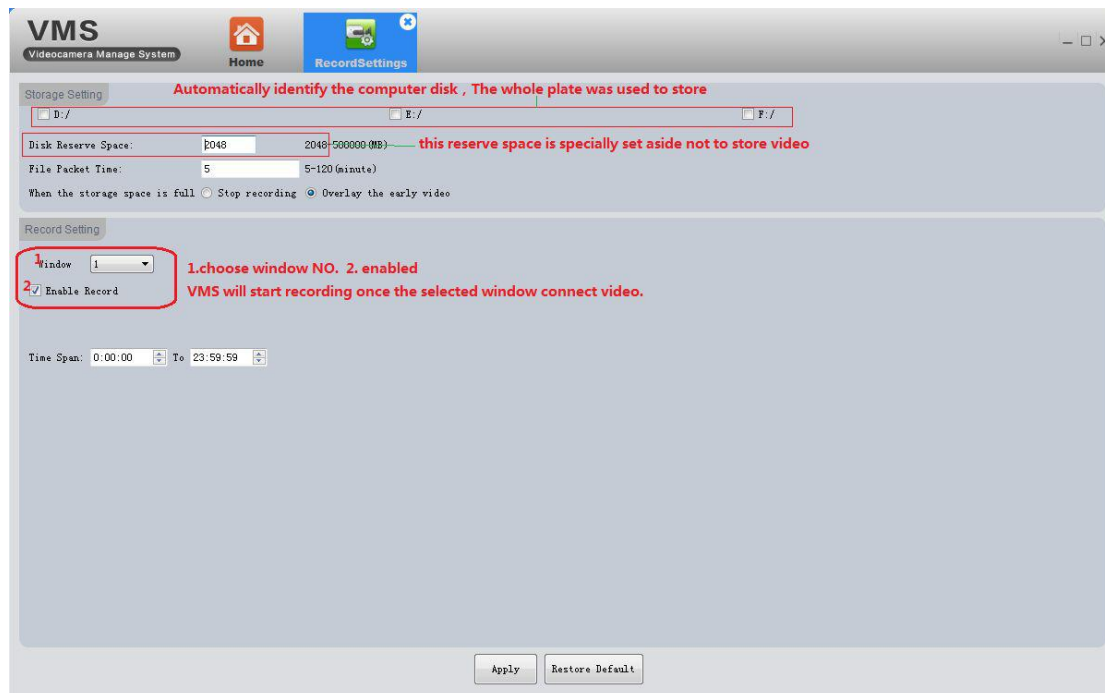 VMS
Videocamera Manage System
Home
RecordSettings
Storage Setting
Automatically identify the computer disk , The whole plate was used to store
D:/ E:/ F:/
Disk Reserve Space: 2048 2048-500000(MB) this reserve space is specially set aside not to store video
File Packet Time: 5 5-120(minute)
When the storage space is full Stop recording Overlay the early video
Record Setting
1 Window 1
1.choose window NO. 2. enabled
2 Enable Record
VMS will start recording once the selected window connect video.
Time Span: 0:00:00 To 23:59:59
Apply Restore Default